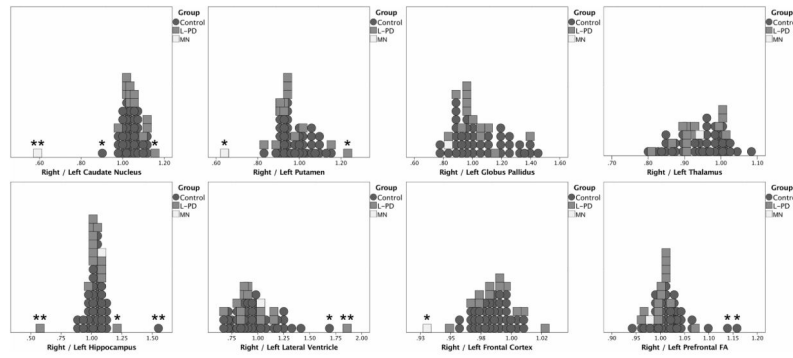 Group
Control
L-PD
MN
** * *
.60 .80 1.00 1.20
Right / Left Caudate Nucleus
Group
Control
L-PD
MN
* *
.60 .80 1.00 1.20
Right / Left Putamen
Group
Control
L-PD
MN
.60 .80 1.00 1.20 1.40 1.60
Right / Left Globus Pallidus
Group
Control
L-PD
MN
.70 .80 .90 1.00 1.10
Right / Left Thalamus
Group
Control
L-PD
MN
** * **
.50 .75 1.00 1.25 1.50
Right / Left Hippocampus
Group
Control
L-PD
MN
* **
.75 1.00 1.25 1.50 1.75 2.00
Right / Left Lateral Ventricle
Group
Control
L-PD
MN
*
.93 .95 .98 1.00 1.02
Right / Left Frontal Cortex
Group
Control
L-PD
MN
* *
.90 .95 1.00 1.05 1.10 1.15 1.20
Right / Left Prefrontal FA